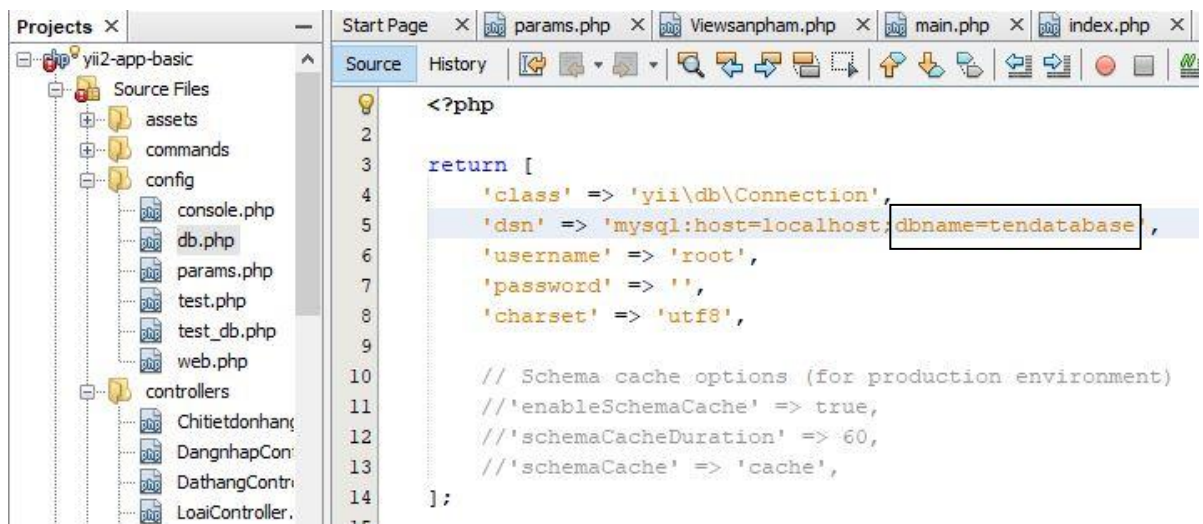 Projects
Start Page params.php Viewsanpham.php main.php index.php
yii2-app-basic
Source Files
assets
commands
config
console.php
db.php
params.php
test.php
test_db.php
web.php
controllers
Chitietdonhang
DangnhapCon
DathangContr
LoaiController.
Source History
<?php
2
3 return [
4 'class' => 'yii\db\Connection',
5 'dsn' => 'mysql:host=localhost;dbname=tendatabase',
6 'username' => 'root',
7 'password' => '',
8 'charset' => 'utf8',
9
10 // Schema cache options (for production environment)
11 //'enableSchemaCache' => true,
12 //'schemaCacheDuration' => 60,
13 //'schemaCache' => 'cache',
14 ];